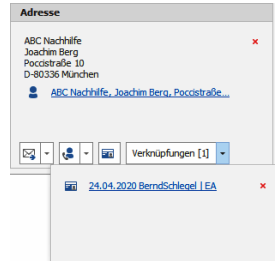 Adresse
ABC Nachhilfe
Joachim Berg
Poccistraße 10
D-80336 München
ABC Nachhilfe, Joachim Berg, Poccistraße...
Verknüpfungen [1]
24.04.2020 BerndSchlegel | EA